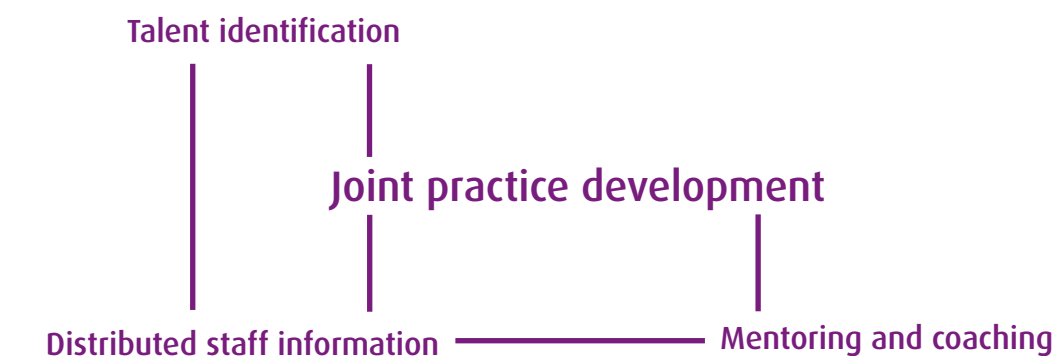 Talent identification
Joint practice development
Distributed staff information
Mentoring and coaching